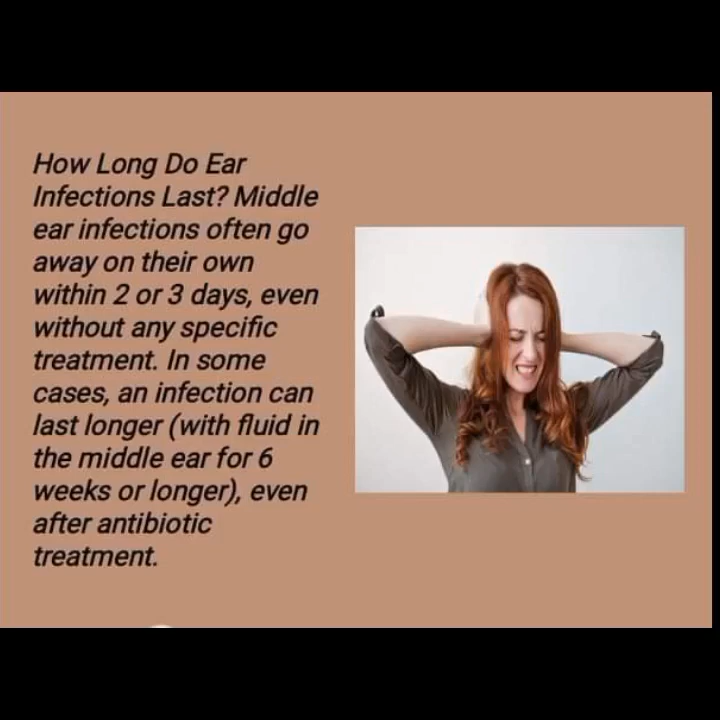 How Long Do Ear
Infections Last? Middle
ear infections often go
away on their own
within 2 or 3 days, even
without any specific
treatment. In some
cases, an infection can
last longer (with fluid in
the middle ear for 6
weeks or longer), even
after antibiotic
treatment.